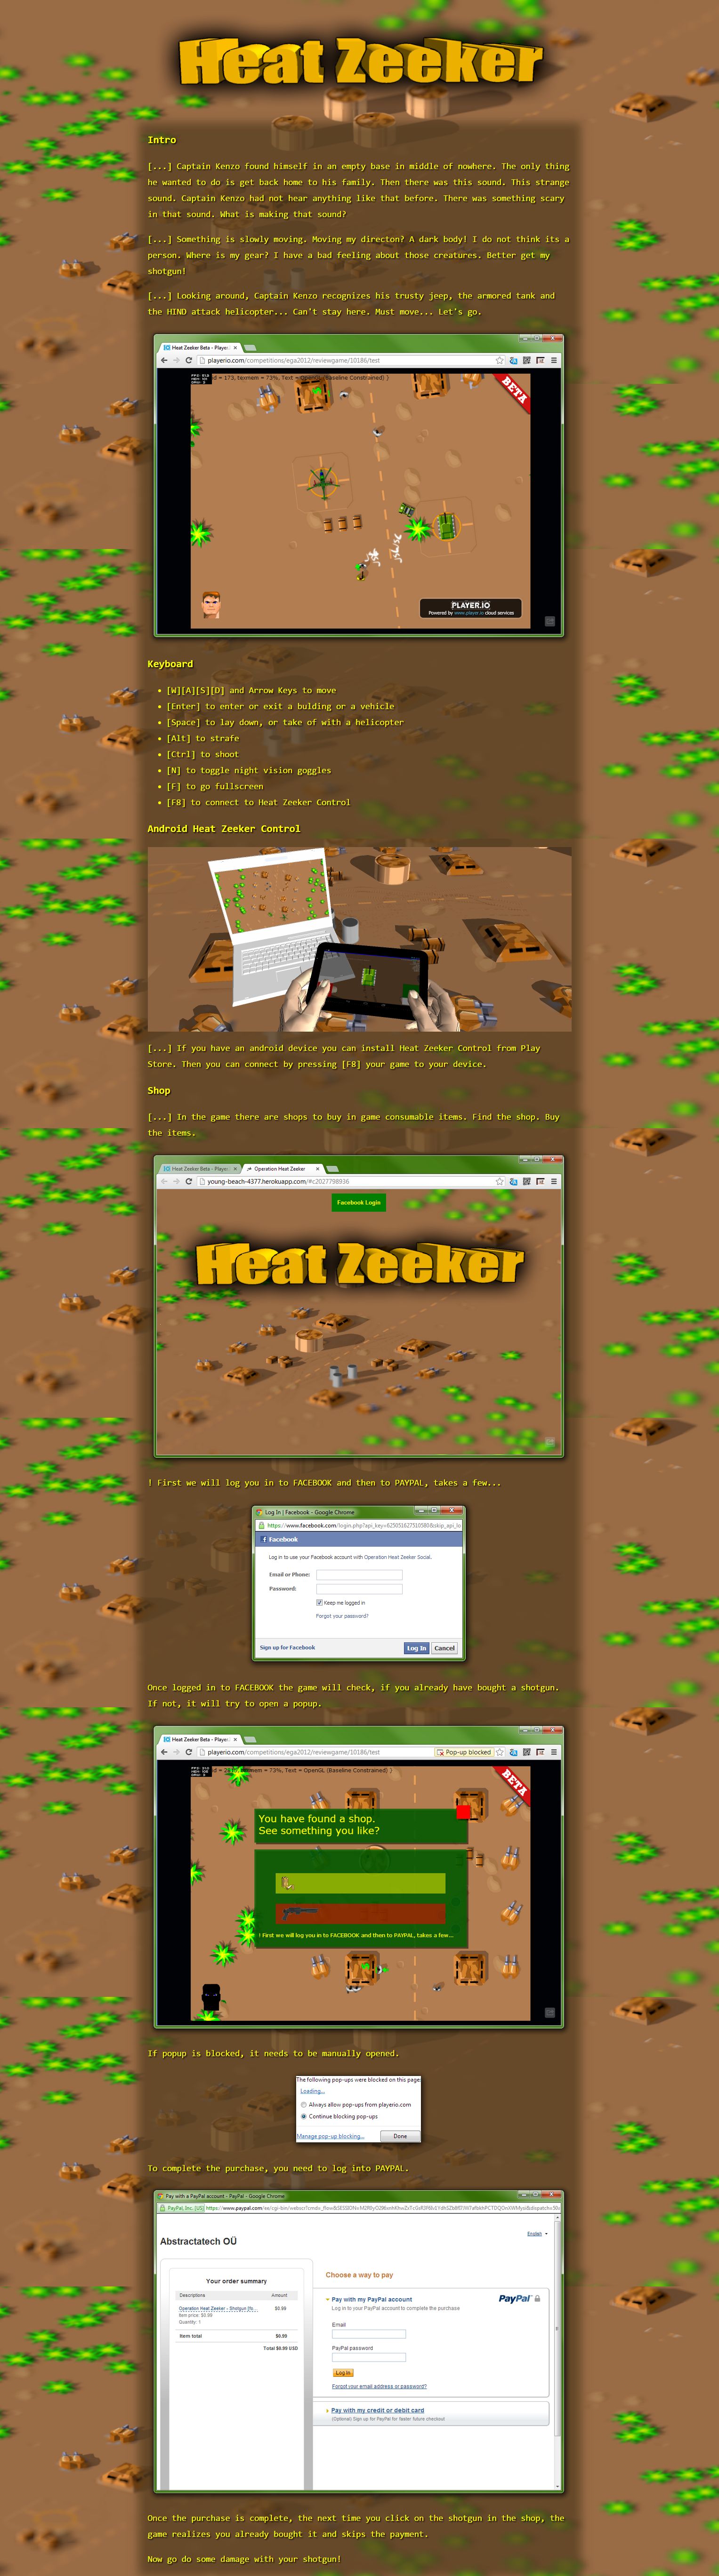 Heat Zeeker
Intro
[...] Captain Kenzo found himself in an empty base in middle of nowhere. The only thing
he wanted to do is get back home to his family. Then there was this sound. This strange
sound. Captain Kenzo had not hear anything like that before. There was something scary
in that sound. What is making that sound?
[...] Something is slowly moving. Moving my directon? A dark body! I do not think its a
person. Where is my gear? I have a bad feeling about those creatures. Better get my
shotgun!
[...] Looking around, Captain Kenzo recognizes his trusty jeep, the armored tank and
the HIND attack helicopter... Can't stay here. Must move... Let's go.
Heat Zeeker Beta - Player
playerio.com/competitions/ega2012/reviewgame/10186/test
d = 173, texmem = 73%, Text = OpenGL (Baseline Constrained) }
BETA
PLAYER.IO
Powered by www.player.io cloud services
Keyboard
• [W][A][S][D] and Arrow Keys to move
• [Enter] to enter or exit a bulding or a vehicle
• [Space] to lay down, or take of with a helicopter
• [Alt] to strafe
• [Ctrl] to shoot
• [N] to toggle night vision goggles
• [F] to go fullscreen
• [F8] to connect to Heat Zeeker Control
Android Heat Zeeker Control
[...] If you have an android device you can install Heat Zeeker Control from Play
Store. Then you can connect by pressing [F8] your game to your device.
Shop
[...] In the game there are shops to buy in game consumable items. Find the shop. Buy
the items.
Heat Zeeker Beta - Player Operation Heat Zeeker
young-beach-4377.herokuapp.com/#c2027798936
Facebook Login
Heat Zeeker
! First we will log you in to FACEBOOK and then to PAYPAL, takes a few...
Log In | Facebook - Google Chrome
Facebook
Log in to use your Facebook account with Operation Heat Zeeker Social.
Email or Phone:
Password:
Keep me logged in
Forgot your password?
Sign up for Facebook Log In Cancel
Once logged in to FACEBOOK the game will check, if you already have bought a shotgun.
If not, it will try to open a popup.
Heat Zeeker Beta - Player
playerio.com/competitions/ega2012/reviewgame/10186/test Pop-up blocked
texmem = 73%, Text = OpenGL (Baseline Constrained) }
BETA
You have found a shop.
See something you like?
! First we will log you in to FACEBOOK and then to PAYPAL, takes a few...
If popup is blocked, it needs to be manually opened.
The following pop-ups were blocked on this page:
Loading...
Always allow pop-ups from playerio.com
Continue blocking pop-ups
Manage pop-up blocking... Done
To complete the purchase, you need to log into PAYPAL.
Pay with a PayPal account - PayPal - Google Chrome
PayPal, Inc. [US]
English
Abstractatech OÜ
Your order summary
Descriptions Amount
Operation Heat Zeeker - Shotgun $0.99
Item price: $0.99
Quantity: 1
Item total $0.99
Total $0.99 USD
Choose a way to pay
Pay with my PayPal account PayPal
Log in to your PayPal account to complete the purchase
Email
PayPal password
Log In
Forgot your email address or password?
Pay with my credit or debit card
(Optional) Sign up for PayPal for faster future checkout
Once the purchase is complete, the next time you click on the shotgun in the shop, the
game realizes you already bought it and skips the payment.
Now go do some damage with your shotgun!